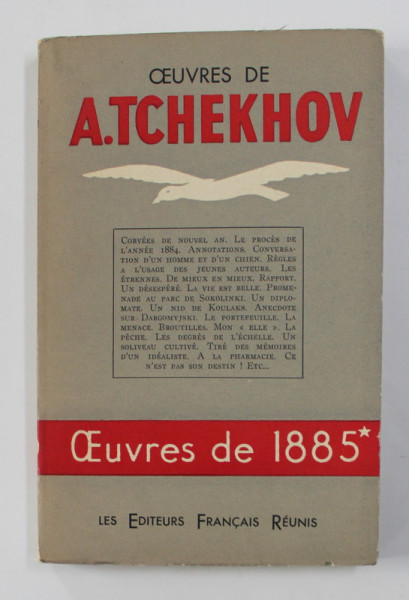 ŒUVRES DE
A.TCHEKHOV
Corvées de nouvel an. Le procès de
l'année 1884. Annotations. Conversa-
tion d'un homme et d'un chien. Règles
a l'usage des jeunes auteurs. Les
étrennes. De mieux en mieux. Rapport.
Un désespéré. La vie est belle. Prome-
nade au parc de Sokolinki. Un diplo-
mate. Un nid de Koulaks. Anecdote
sur Dargomyjski. Le portefeuille. La
menace. Broutilles. Mon « elle ». La
pêche. Les degrés de l'échelle. Un
soliveau cultivé. Tiré des mémoires
d'un idéaliste. A la pharmacie. Ce
n'est pas son destin ! Etc...
Œuvres de 1885*
LES EDITEURS FRANÇAIS RÉUNIS